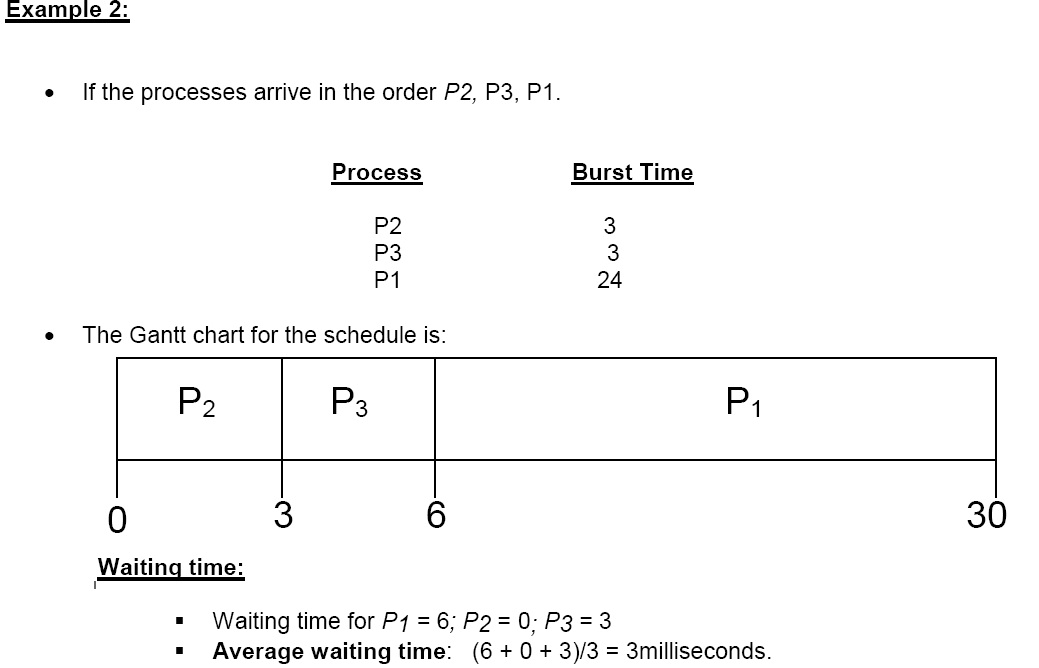 Example 2:
• If the processes arrive in the order P2, P3, P1.
Process Burst Time
P2 3
P3 3
P1 24
• The Gantt chart for the schedule is:
P2 P3 P1
0 3 6 30
Waiting time:
▪ Waiting time for P1 = 6; P2 = 0; P3 = 3
▪ Average waiting time: (6 + 0 + 3)/3 = 3milliseconds.